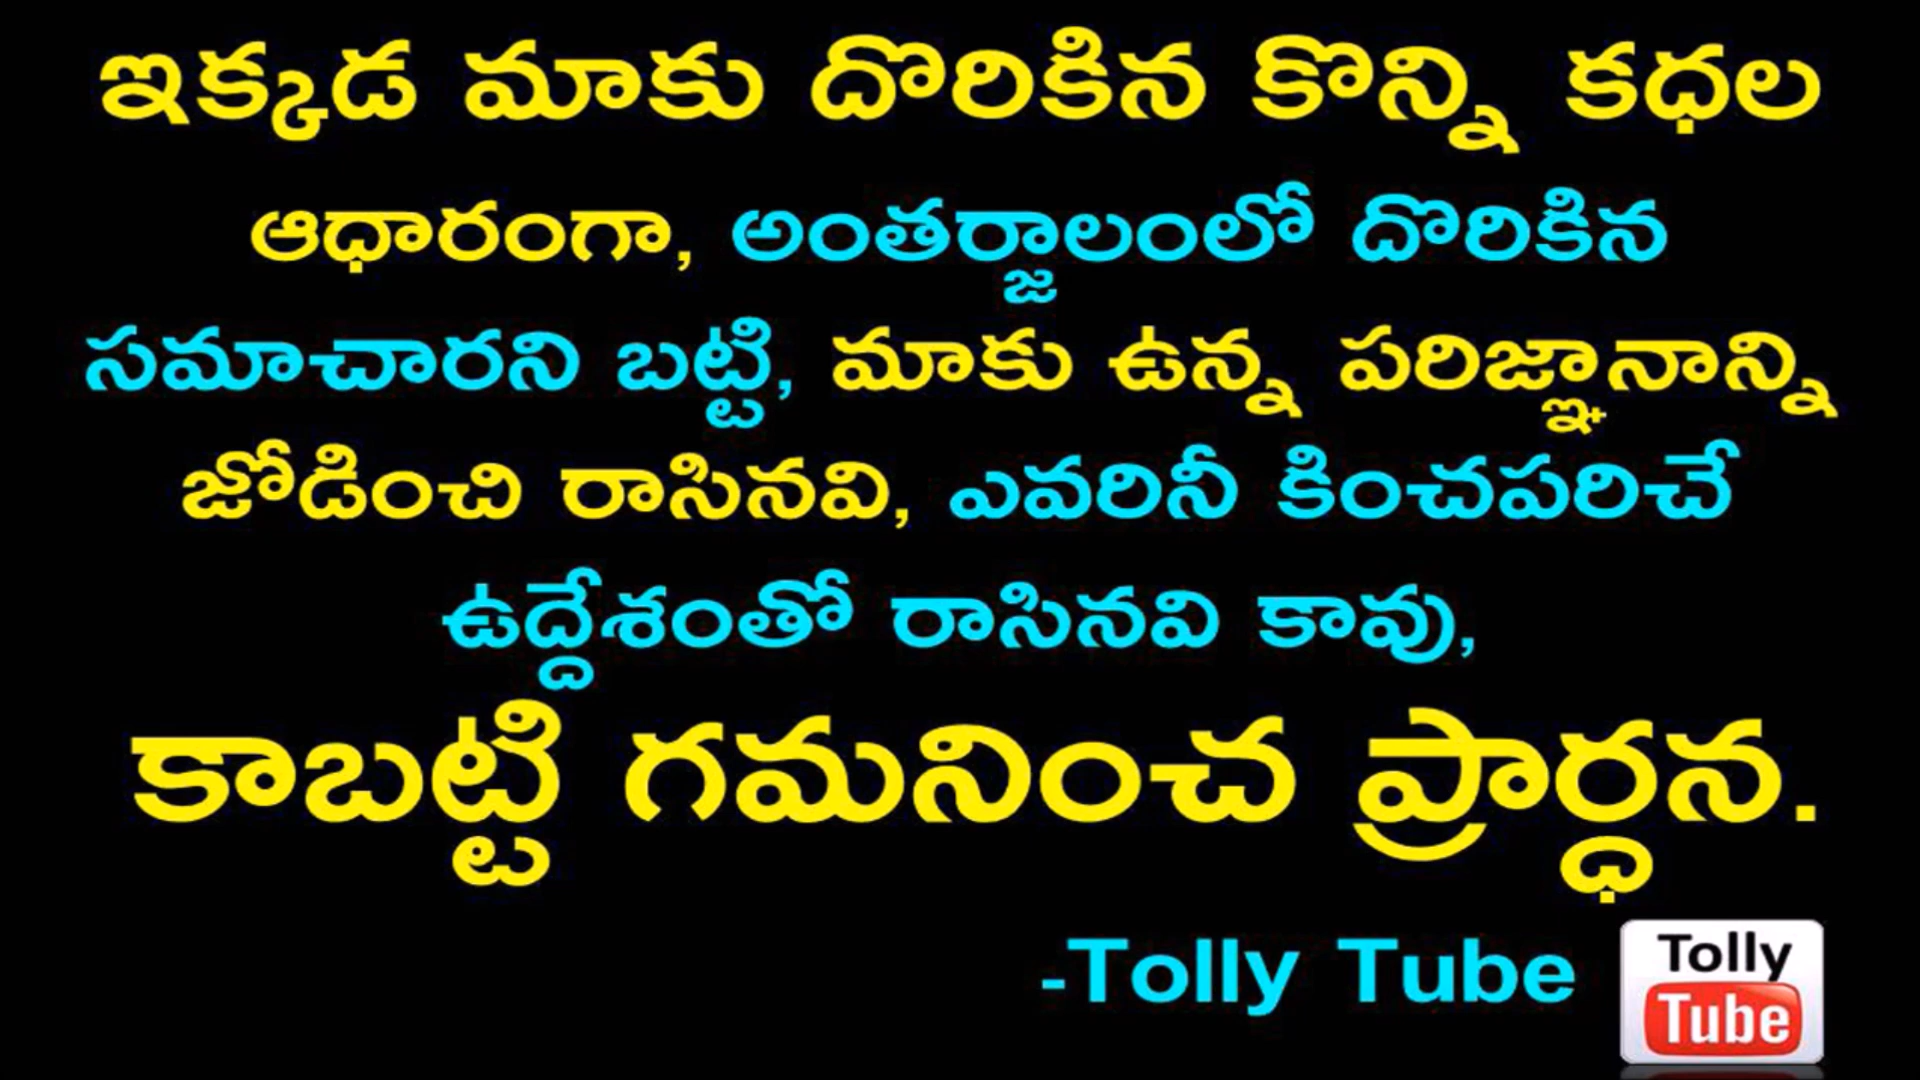 ఇక్కడ మాకు దొరికిన కొన్ని కధల
ఆధారంగా, అంతర్జాలంలో దొరికిన
సమాచారని బట్టి, మాకు ఉన్న పరిజ్ఞానాన్ని
జోడించి రాసినవి, ఎవరినీ కించపరిచే
ఉద్దేశంతో రాసినవి కావు,
కాబట్టి గమనించ ప్రార్ధన.
-Tolly Tube
Tolly
Tube